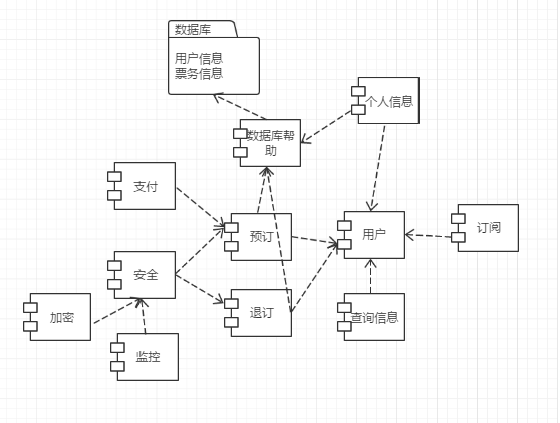 数据库
用户信息
票务信息
个人信息
数据库帮
助
支付
预订
用户
订阅
安全
加密
退订
查询信息
监控